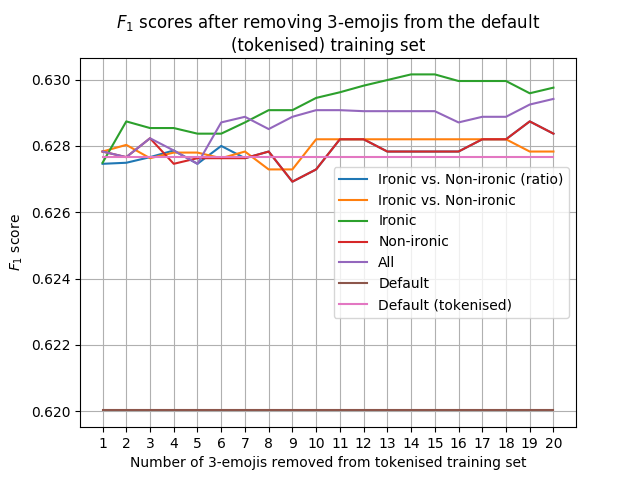 F₁ scores after removing 3-emojis from the default
(tokenised) training set
F₁ score
0.630
0.628
0.626
0.624
0.622
0.620
Ironic vs. Non-ironic (ratio)
Ironic vs. Non-ironic
Ironic
Non-ironic
All
Default
Default (tokenised)
1 2 3 4 5 6 7 8 9 10 11 12 13 14 15 16 17 18 19 20
Number of 3-emojis removed from tokenised training set